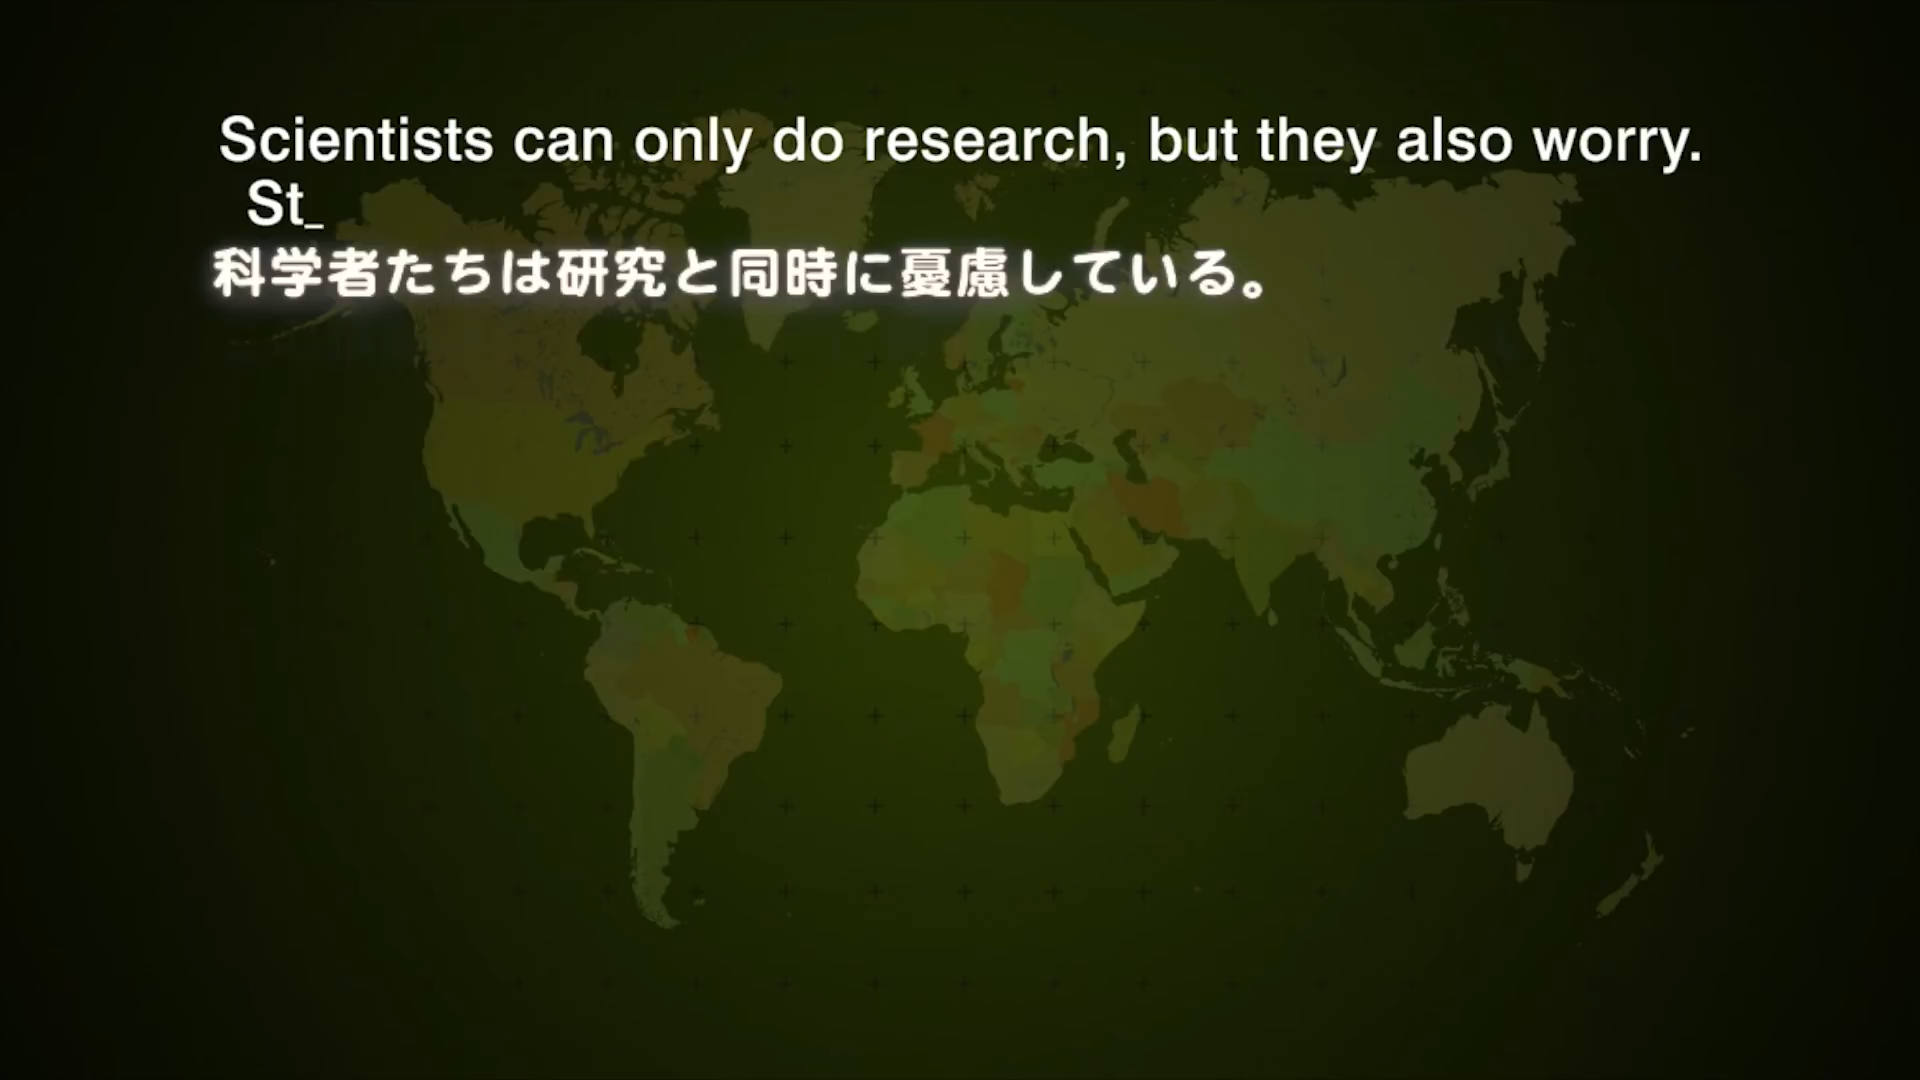 Scientists can only do research, but they also worry.
St_
科学者たちは研究と同時に憂慮している。